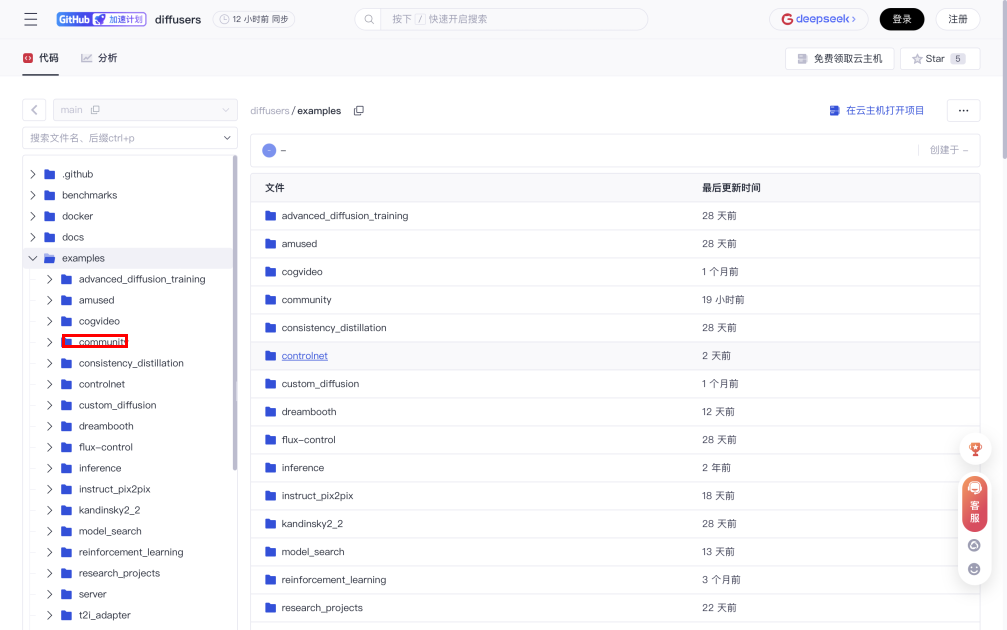 GitHub 加速计划 diffusers 12 小时前 同步 按下 / 快速开启搜索 deepseek 登录 注册
代码 分析 免费领取云主机 Star 5
main diffusers / examples 在云主机打开项目 ...
搜索文件名、后缀ctrl+p
– – 创建于 –
.github
benchmarks
docker
docs
examples
advanced_diffusion_training
amused
cogvideo
community
consistency_distillation
controlnet
custom_diffusion
dreambooth
flux-control
inference
instruct_pix2pix
kandinsky2_2
model_search
reinforcement_learning
research_projects
server
t2i_adapter
文件 最后更新时间
advanced_diffusion_training 28 天前
amused 28 天前
cogvideo 1 个月前
community 19 小时前
consistency_distillation 28 天前
controlnet 2 天前
custom_diffusion 1 个月前
dreambooth 12 天前
flux-control 28 天前
inference 2 年前
instruct_pix2pix 18 天前
kandinsky2_2 28 天前
model_search 13 天前
reinforcement_learning 3 个月前
research_projects 22 天前
客服